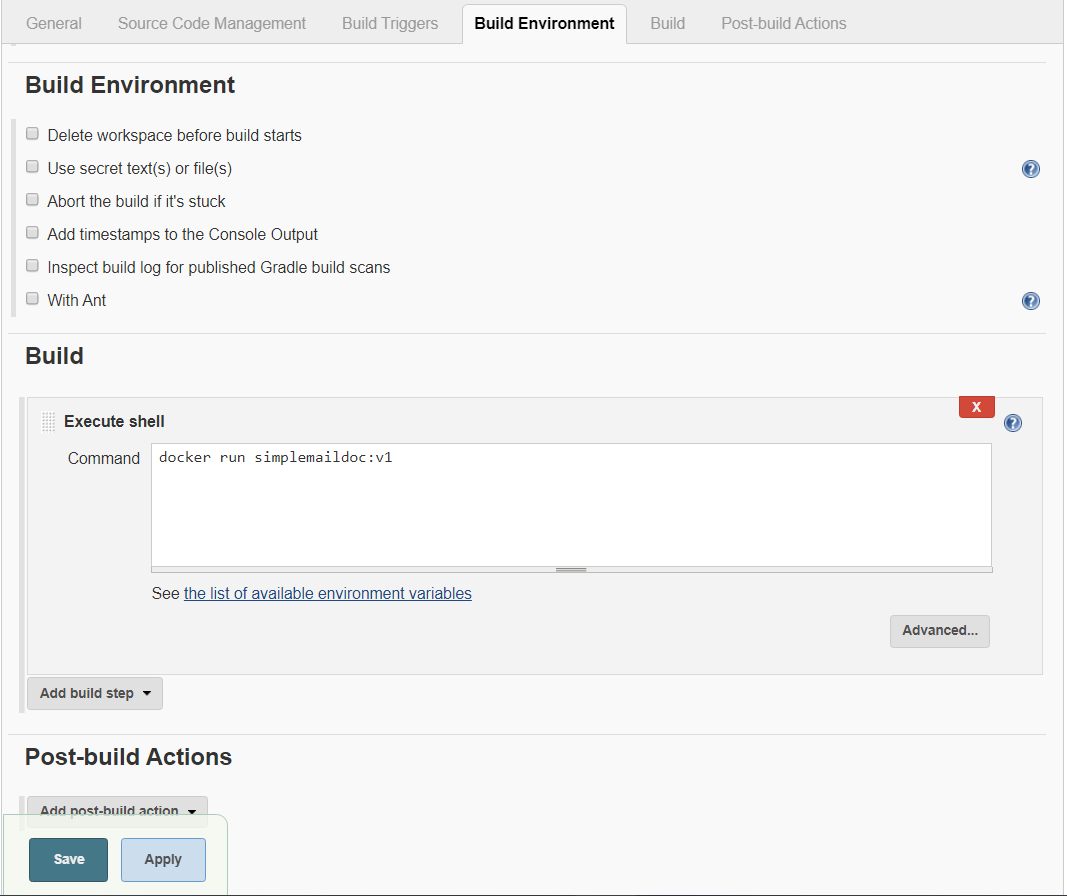 General Source Code Management Build Triggers Build Environment Build Post-build Actions
Build Environment
Delete workspace before build starts
Use secret text(s) or file(s)
?
Abort the build if it's stuck
Add timestamps to the Console Output
Inspect build log for published Gradle build scans
With Ant
?
Build
X
Execute shell
?
Command
docker run simplemaildoc:v1
See the list of available environment variables
Advanced...
Add build step
Post-build Actions
Add post-build action
Save Apply